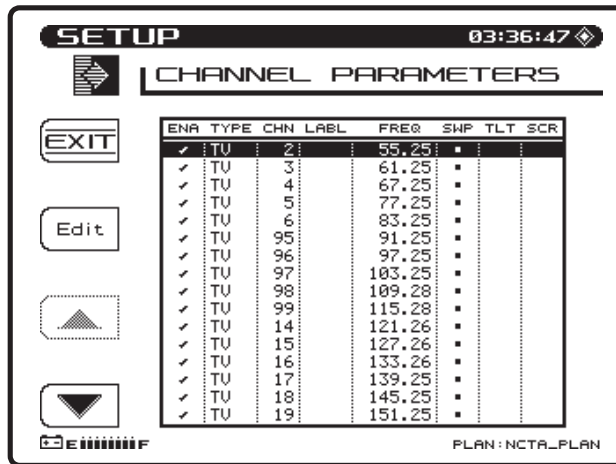 SETUP 03:36:47
CHANNEL PARAMETERS
EXIT
Edit
ENA TYPE CHN LABL FREQ SWP TLT SCR
✓ TV 2 55.25 ▪
✓ TV 3 61.25 ▪
✓ TV 4 67.25 ▪
✓ TV 5 77.25 ▪
✓ TV 6 83.25 ▪
✓ TV 95 91.25 ▪
✓ TV 96 97.25 ▪
✓ TV 97 103.25 ▪
✓ TV 98 109.28 ▪
✓ TV 99 115.28 ▪
✓ TV 14 121.26 ▪
✓ TV 15 127.26 ▪
✓ TV 16 133.26 ▪
✓ TV 17 139.25 ▪
✓ TV 18 145.25 ▪
✓ TV 19 151.25 ▪
E F
PLAN:NCTA_PLAN